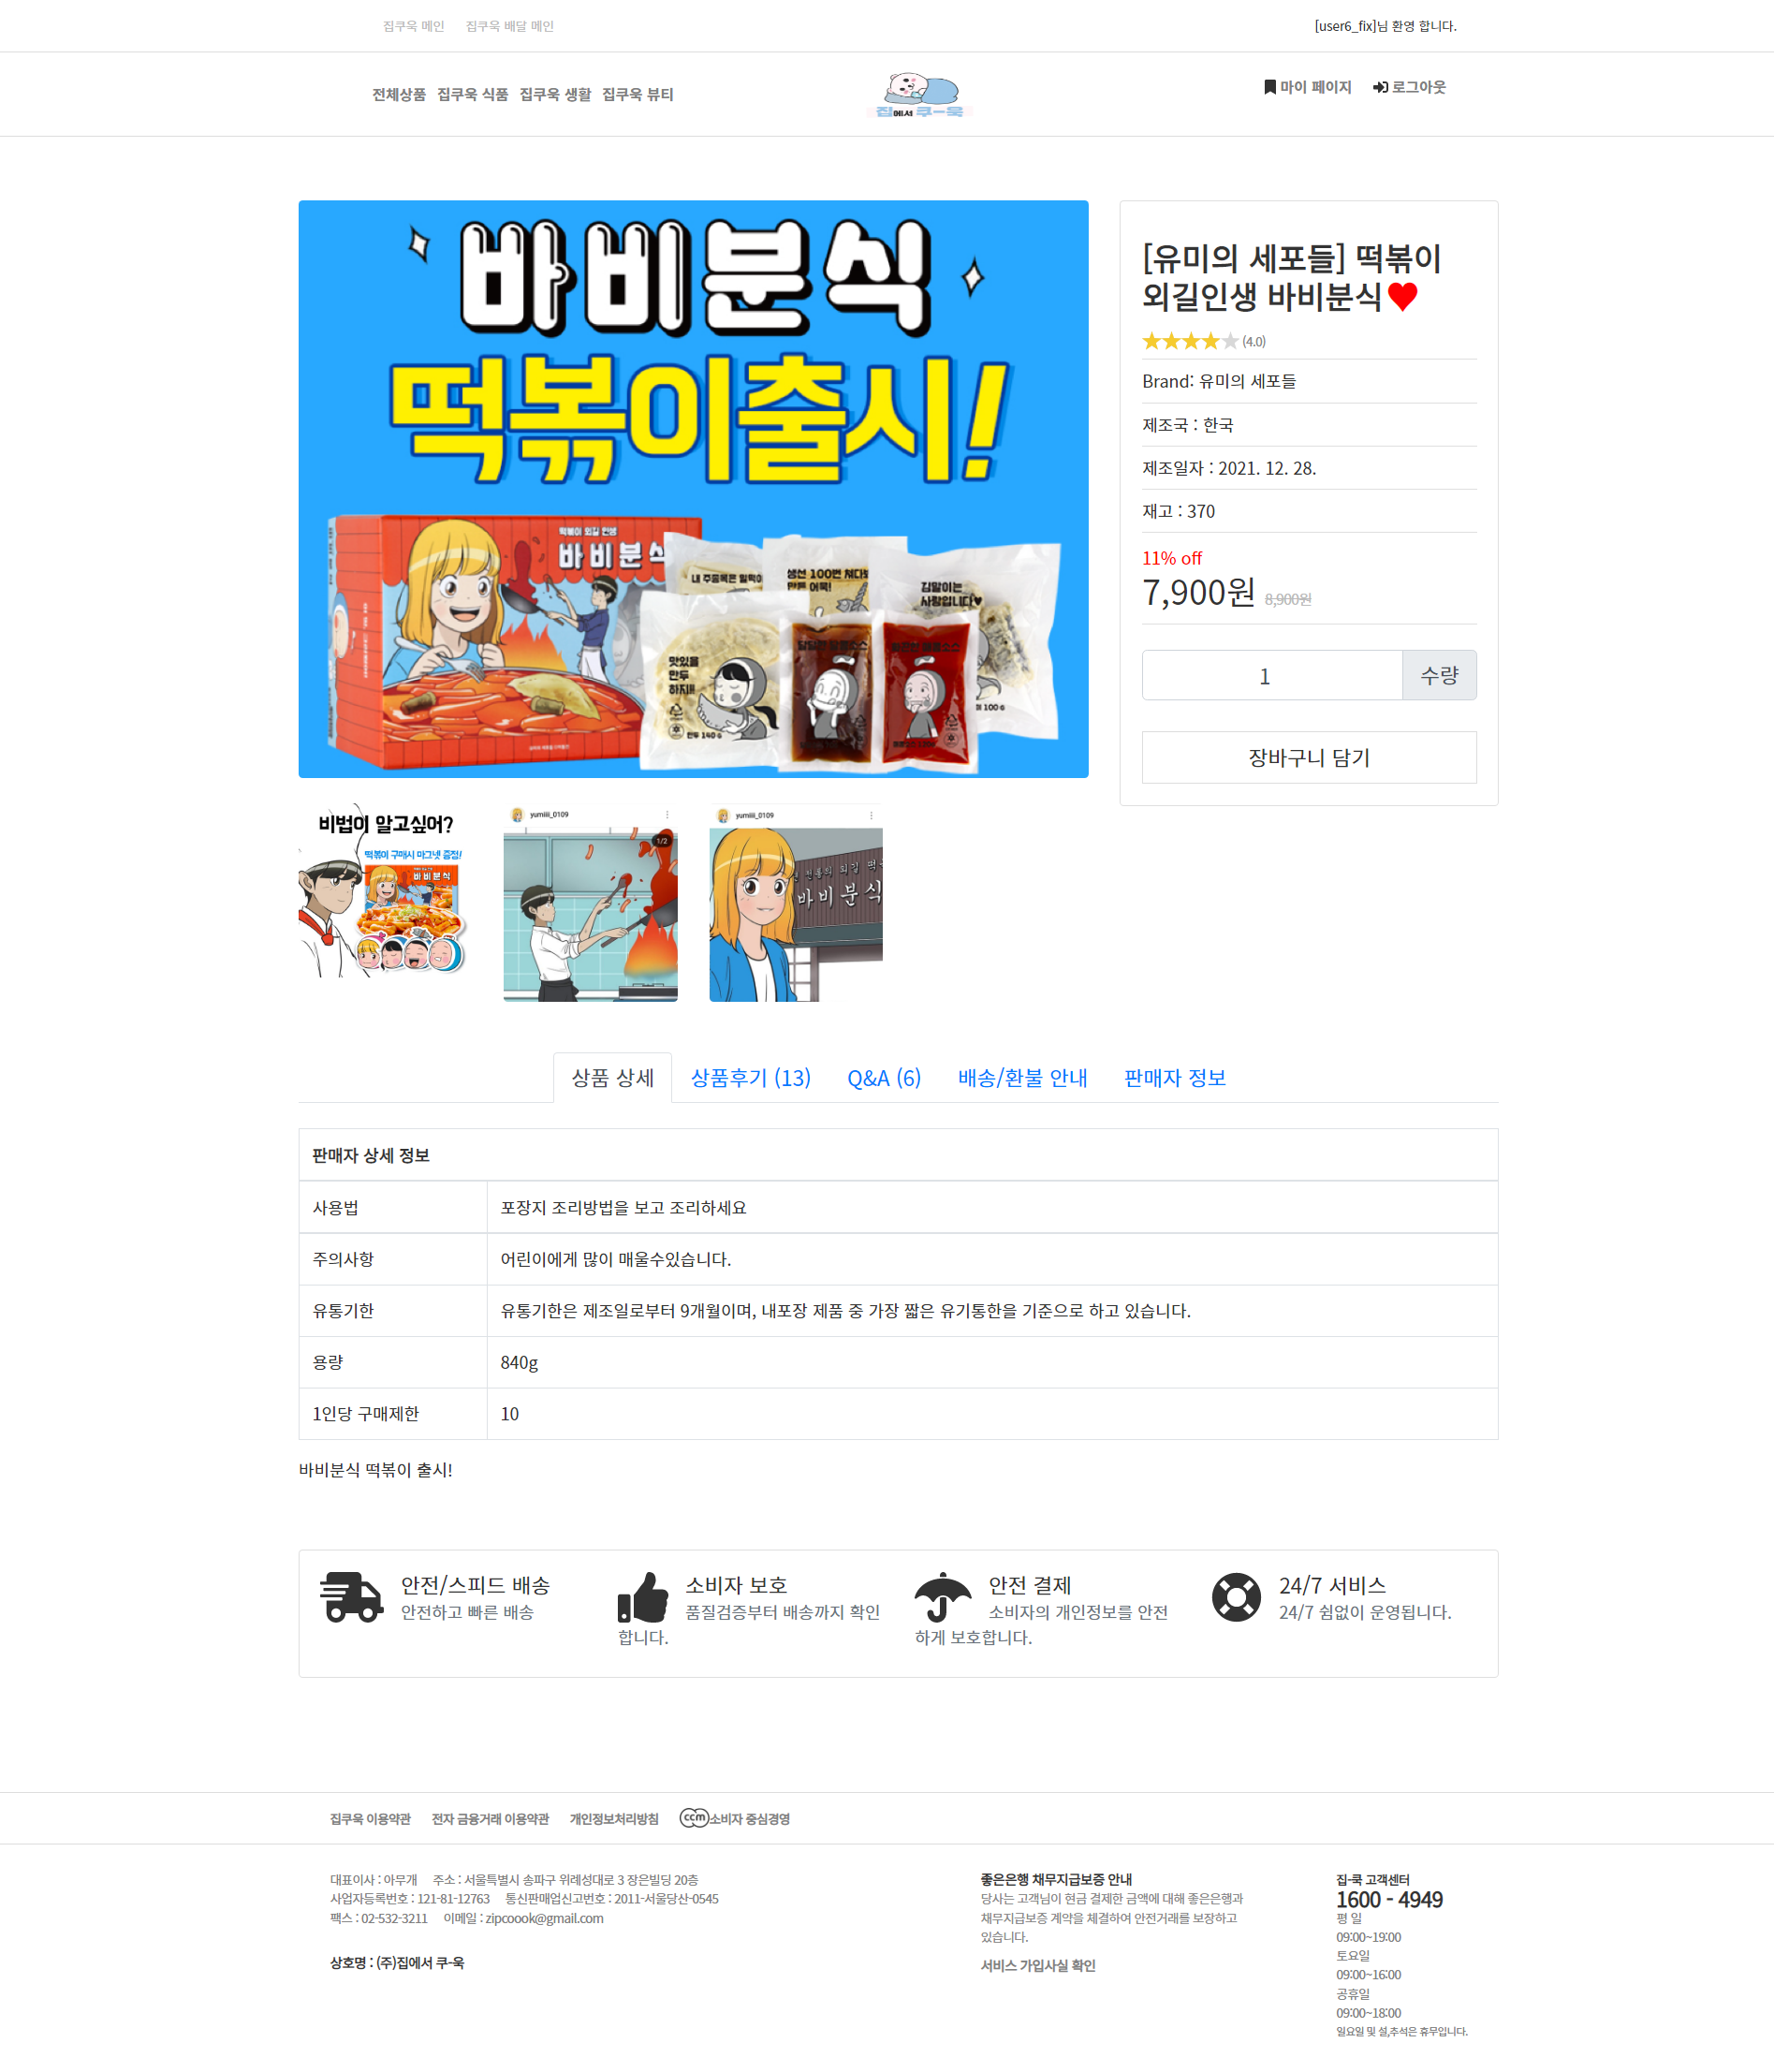 집쿠욱 메인 집쿠욱 배달 메인 [user6_fix]님 환영 합니다.
전체상품 집쿠욱 식품 집쿠욱 생활 집쿠욱 뷰티
집에서 쿠-욱
마이 페이지 로그아웃
바비분식
떡볶이출시!
떡볶이 외길 인생
바비분식
내 주종목은 밀떡이
생선 100번 쳐다보
만든 어묵!
김말이는
사랑입니다♥
맛있을
만두
하지!!
만두 140g
[유미의 세포들] 떡볶이
외길인생 바비분식♥
(4.0)
Brand: 유미의 세포들
제조국 : 한국
제조일자 : 2021. 12. 28.
재고 : 370
11% off
7,900원 8,900원
1 수량
장바구니 담기
비법이 알고싶어?
떡볶이 구매시 마그넷 증정!
바비분식
yumiii_0109
1/2
yumiii_0109
바비분식
상품 상세 상품후기 (13) Q&A (6) 배송/환불 안내 판매자 정보
판매자 상세 정보
사용법 포장지 조리방법을 보고 조리하세요
주의사항 어린이에게 많이 매울수있습니다.
유통기한 유통기한은 제조일로부터 9개월이며, 내포장 제품 중 가장 짧은 유기통한을 기준으로 하고 있습니다.
용량 840g
1인당 구매제한 10
바비분식 떡볶이 출시!
안전/스피드 배송
안전하고 빠른 배송
소비자 보호
품질검증부터 배송까지 확인
합니다.
안전 결제
소비자의 개인정보를 안전
하게 보호합니다.
24/7 서비스
24/7 쉼없이 운영됩니다.
집쿠욱 이용약관 전자 금융거래 이용약관 개인정보처리방침 ccm 소비자 중심경영
대표이사 : 아무개 주소 : 서울특별시 송파구 위례성대로 3 장은빌딩 20층
사업자등록번호 : 121-81-12763 통신판매업신고번호 : 2011-서울당산-0545
팩스 : 02-532-3211 이메일 : zipcoook@gmail.com
상호명 : (주)집에서 쿠-욱
좋은은행 채무지급보증 안내
당사는 고객님이 현금 결제한 금액에 대해 좋은은행과
채무지급보증 계약을 체결하여 안전거래를 보장하고
있습니다.
서비스 가입사실 확인
집-쿡 고객센터
1600 - 4949
평 일
09:00~19:00
토요일
09:00~16:00
공휴일
09:00~18:00
일요일 및 설,추석은 휴무입니다.